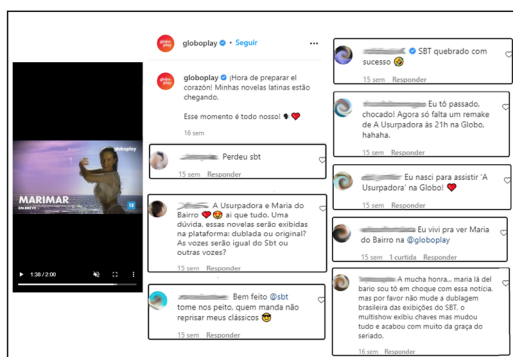 globoplay
MARIMAR
EM BREVE
1:38 / 2:00
globoplay • Seguir
globoplay ¡Hora de preparar el
corazón! Minhas novelas latinas estão
chegando.
Esse momento é todo nosso! 🗣❤
16 sem
Perdeu sbt
15 sem Responder
A Usurpadora e Maria do
Bairro ❤🥰 ai que tudo. Uma
dúvida, essas novelas serão exibidas
na plataforma: dublada ou original?
As vozes serão igual do Sbt ou
outras vozes?
15 sem Responder
Bem feito @sbt
tome nos peito, quem manda não
reprisar meus clássicos 😎
15 sem Responder
SBT quebrado com
sucesso 🤣
15 sem Responder
Eu tô passado,
chocado! Agora só falta um remake
de A Usurpadora às 21h na Globo,
hahaha.
15 sem Responder
Eu nasci para assistir 'A
Usurpadora' na Globo! ❤
15 sem Responder
Eu vivi pra ver Maria
do Bairro na @globoplay
15 sem 1 curtida Responder
A mucha honra... maria lá del
bario sou tô em choque com essa notícia,
mas por favor não mude a dublagem
brasileira das exibições do SBT, o
multishow exibiu chaves mas mudou
tudo e acabou com muito da graça do
seriado.
16 sem Responder